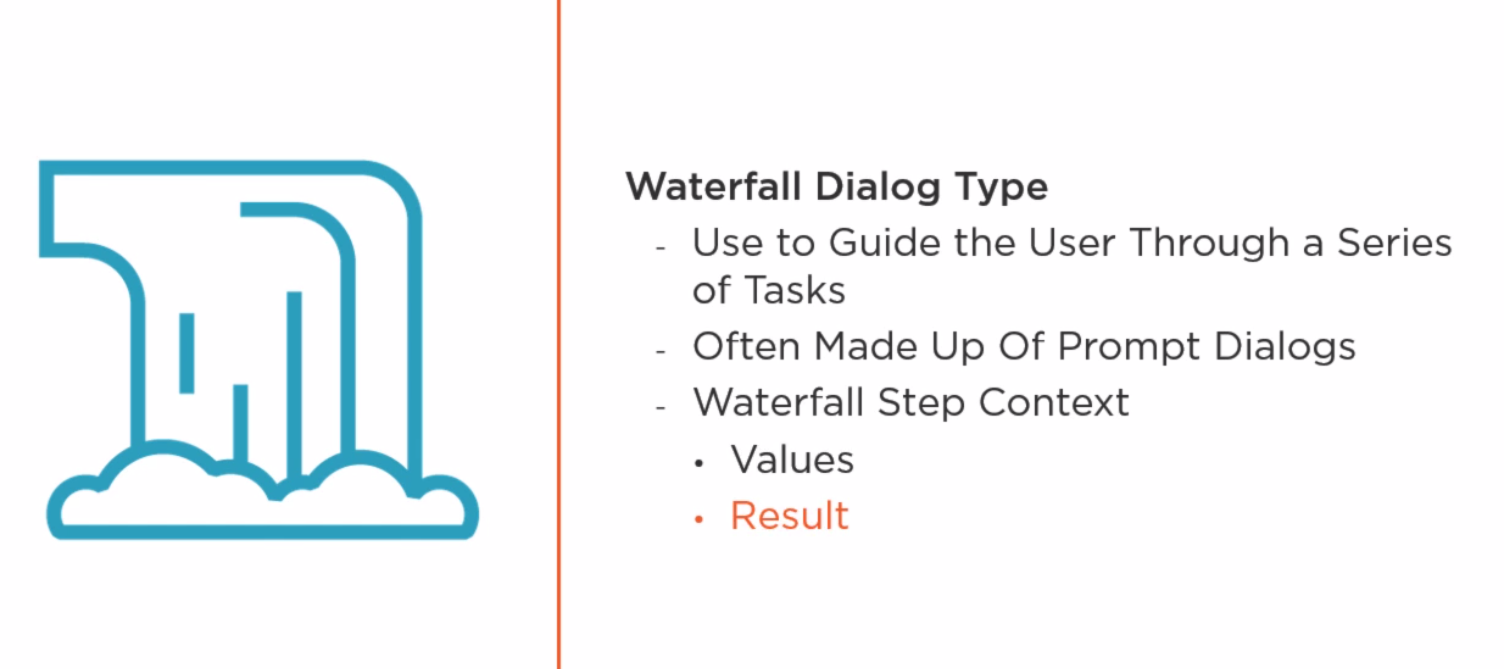 Waterfall Dialog Type
- Use to Guide the User Through a Series
of Tasks
- Often Made Up Of Prompt Dialogs
- Waterfall Step Context
• Values
• Result